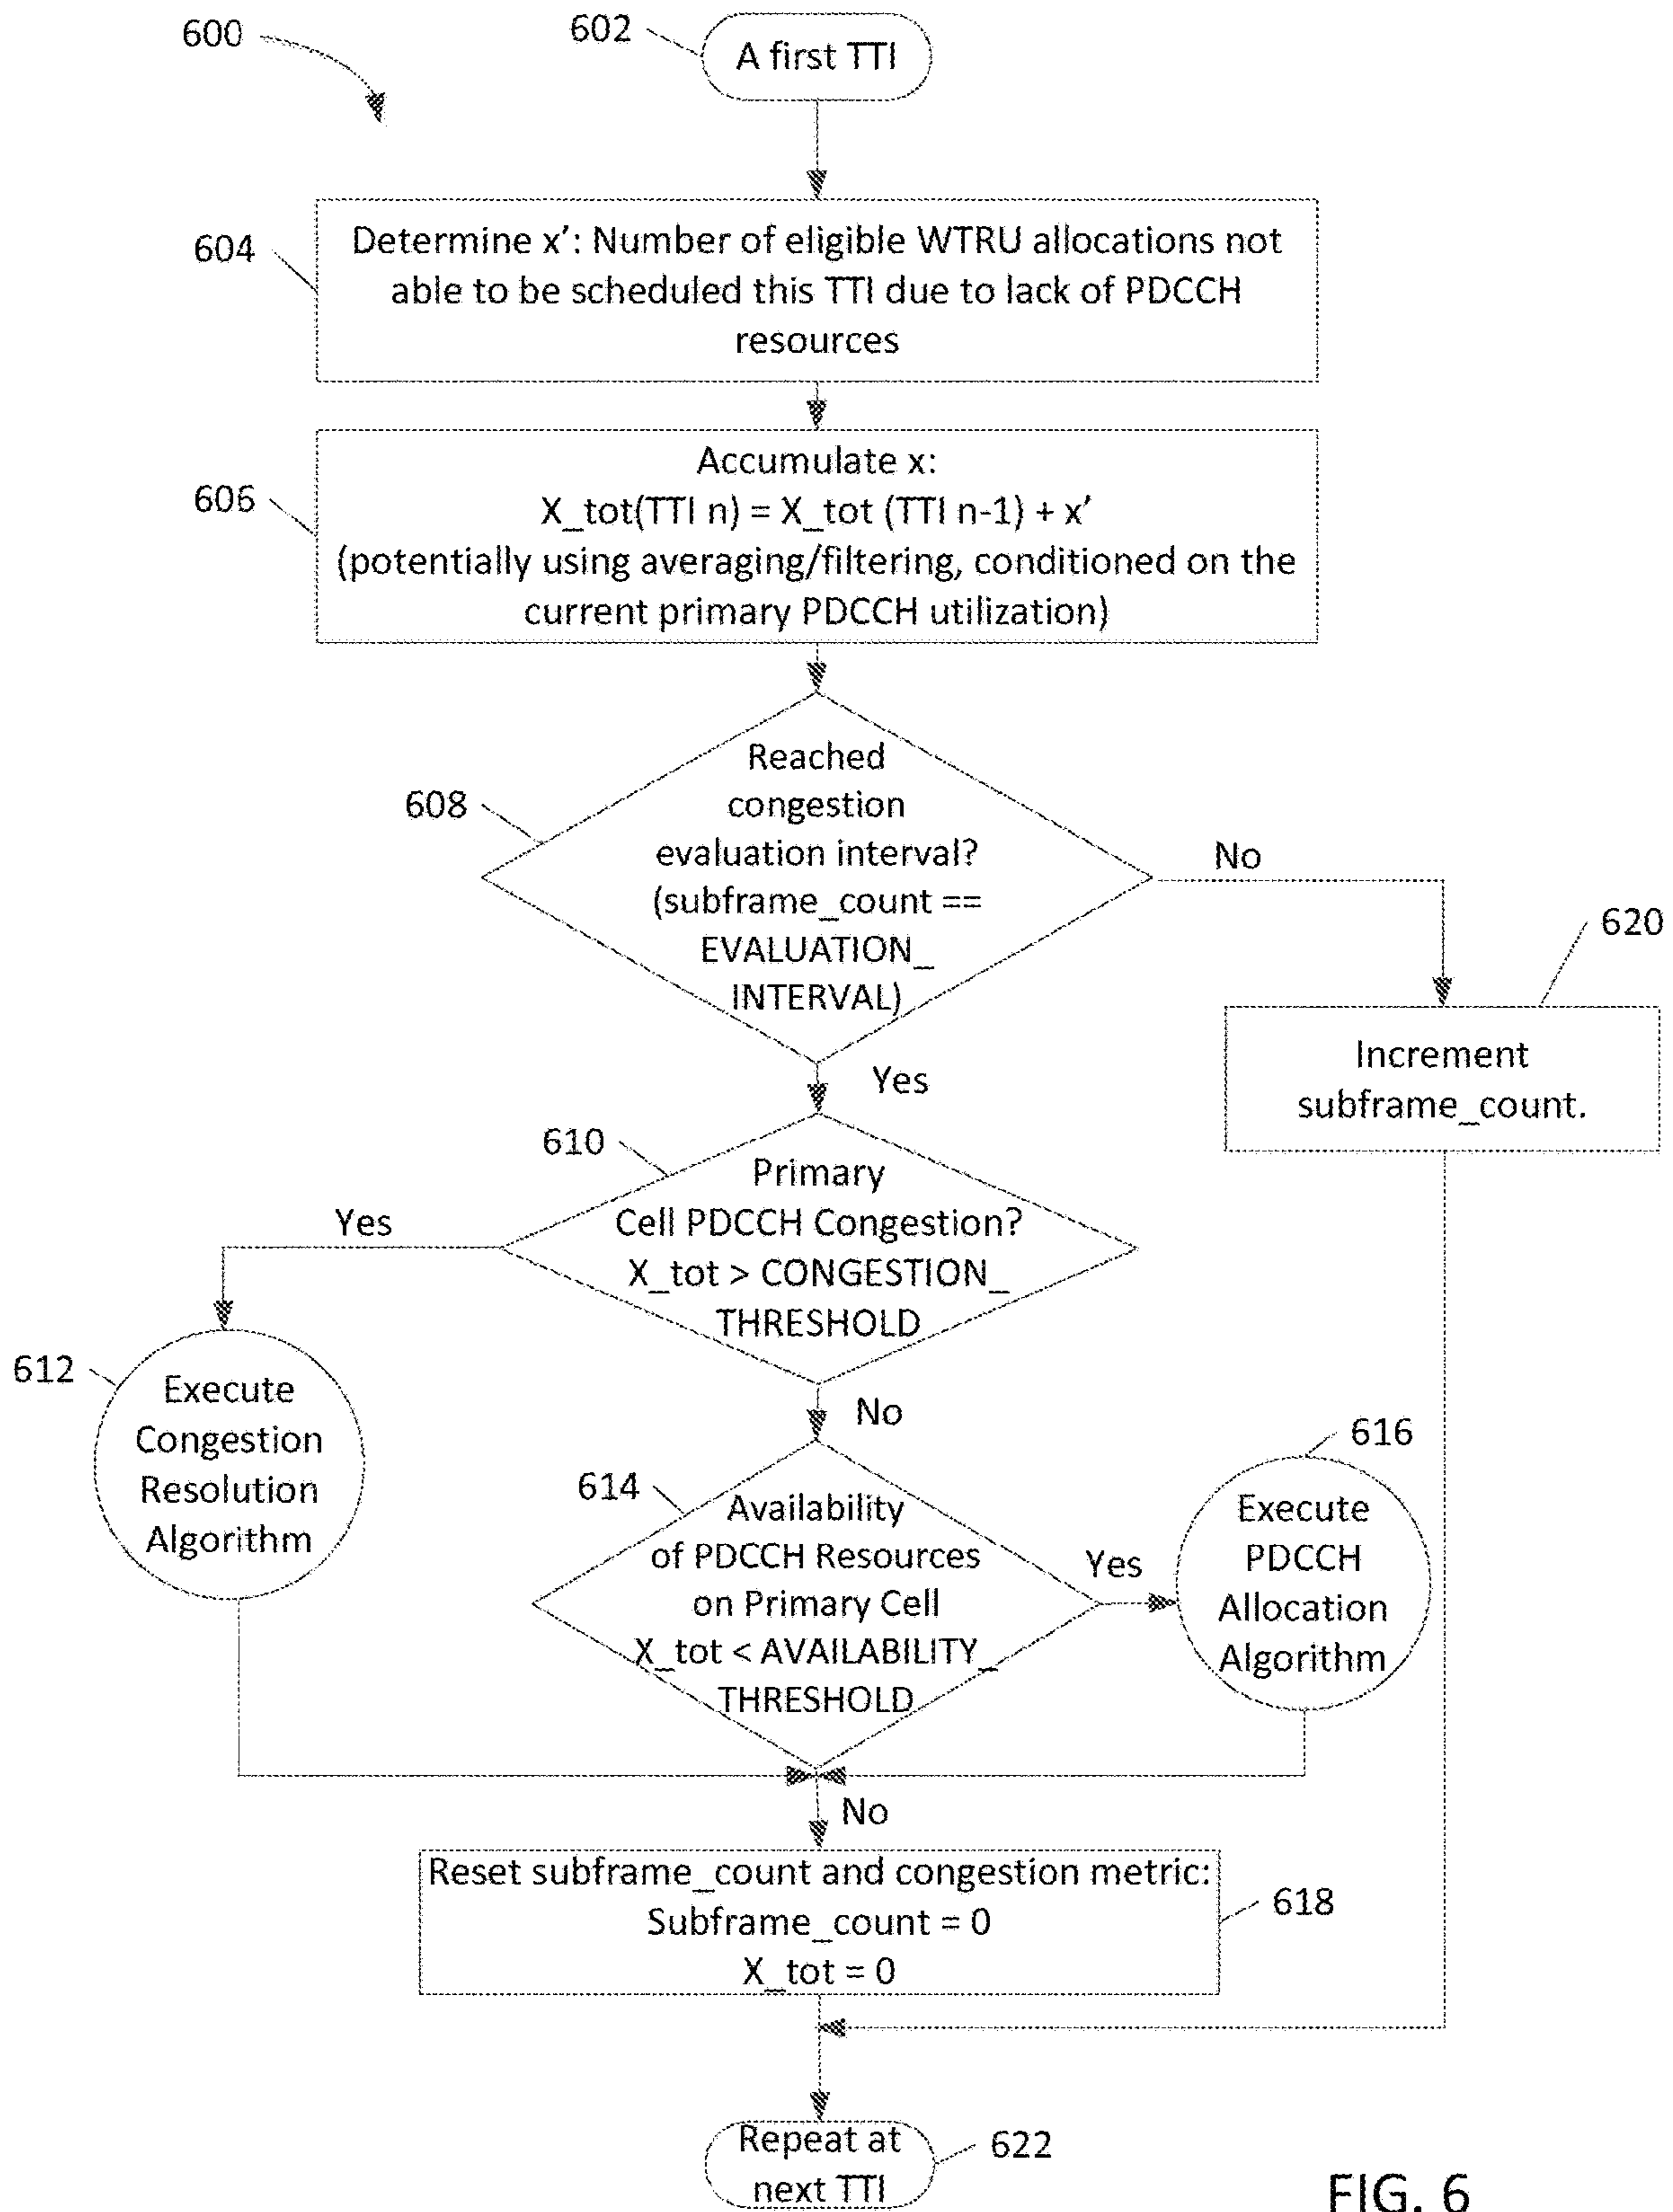 600
602
A first TTI
604
Determine x’: Number of eligible WTRU allocations not
able to be scheduled this TTI due to lack of PDCCH
resources
606
Accumulate x:
X_tot(TTI n) = X_tot (TTI n-1) + x’
(potentially using averaging/filtering, conditioned on the
current primary PDCCH utilization)
608
Reached
congestion
evaluation interval?
(subframe_count ==
EVALUATION_
INTERVAL)
No
620
Increment
subframe_count.
Yes
610
Primary
Cell PDCCH Congestion?
X_tot > CONGESTION_
THRESHOLD
Yes
612
Execute
Congestion
Resolution
Algorithm
No
614
Availability
of PDCCH Resources
on Primary Cell
X_tot < AVAILABILITY_
THRESHOLD
Yes
616
Execute
PDCCH
Allocation
Algorithm
No
Reset subframe_count and congestion metric:
Subframe_count = 0
X_tot = 0
618
Repeat at
next TTI
622
FIG. 6